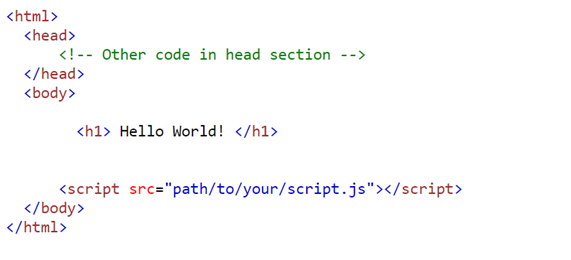 <html>
<head>
<!-- Other code in head section -->
</head>
<body>
<h1> Hello World! </h1>
<script src="path/to/your/script.js"></script>
</body>
</html>